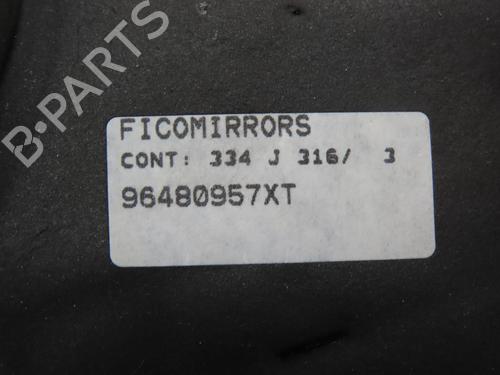 FICOMIRRORS
CONT: 334 J 316/ 3
96480957XT
B-PARTS